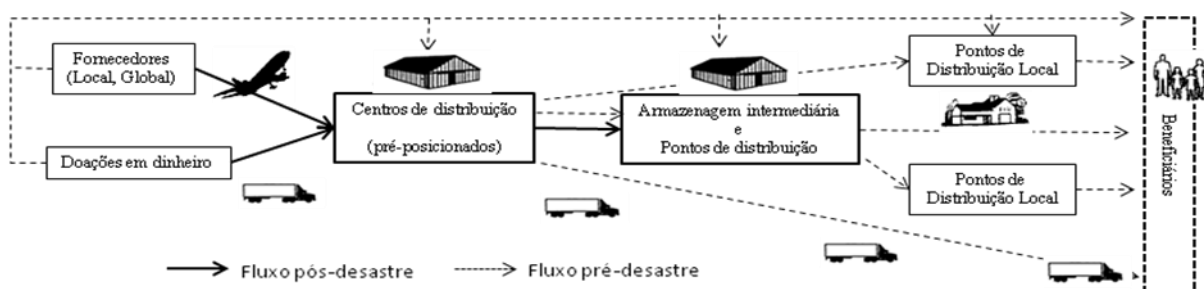 Fornecedores
(Local, Global)
Doações em dinheiro
Centros de distribuição
(pré-posicionados)
Armazenagem intermediária
e
Pontos de distribuição
Pontos de
Distribuição Local
Pontos de
Distribuição Local
Beneficiários
Fluxo pós-desastre
Fluxo pré-desastre